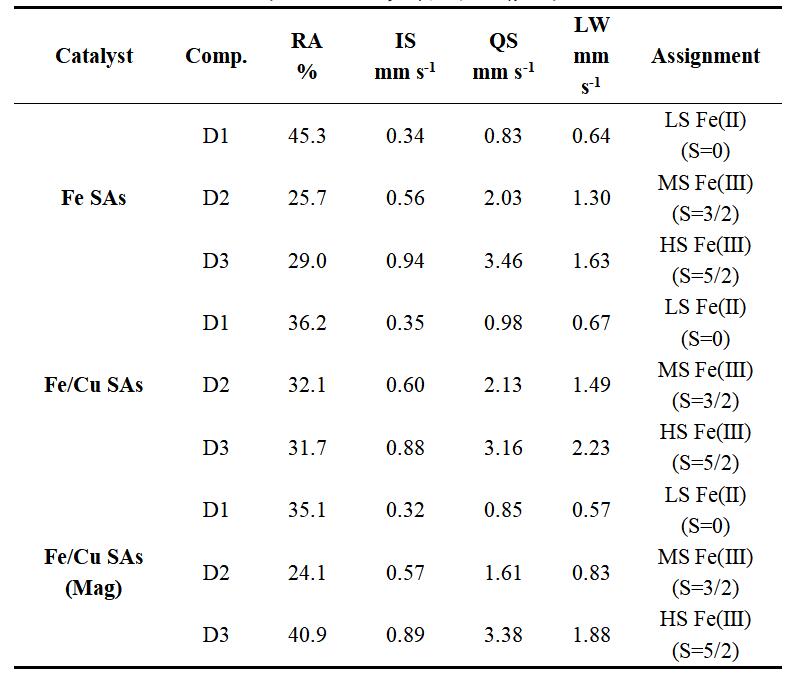 Catalyst Comp. RA % IS mm s-1 QS mm s-1 LW mm s-1 Assignment
Fe SAs
D1 45.3 0.34 0.83 0.64 LS Fe(II) (S=0)
D2 25.7 0.56 2.03 1.30 MS Fe(III) (S=3/2)
D3 29.0 0.94 3.46 1.63 HS Fe(III) (S=5/2)
Fe/Cu SAs
D1 36.2 0.35 0.98 0.67 LS Fe(II) (S=0)
D2 32.1 0.60 2.13 1.49 MS Fe(III) (S=3/2)
D3 31.7 0.88 3.16 2.23 HS Fe(III) (S=5/2)
Fe/Cu SAs (Mag)
D1 35.1 0.32 0.85 0.57 LS Fe(II) (S=0)
D2 24.1 0.57 1.61 0.83 MS Fe(III) (S=3/2)
D3 40.9 0.89 3.38 1.88 HS Fe(III) (S=5/2)